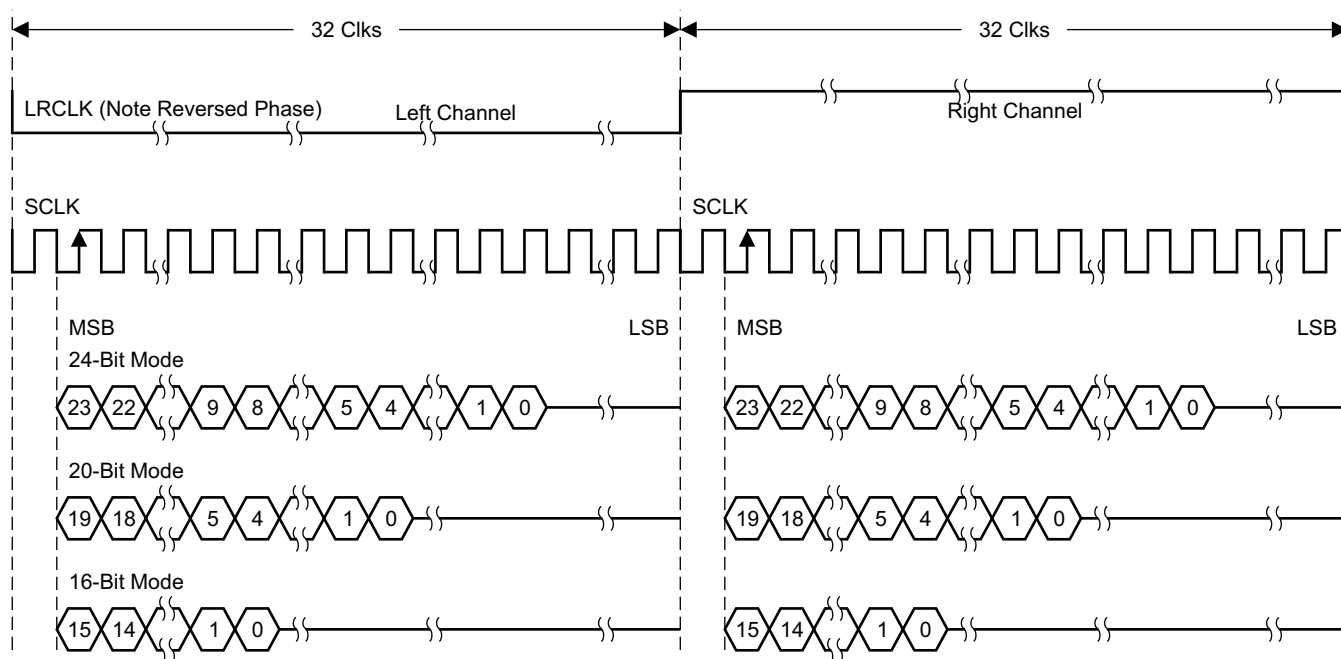 32 Clks 32 Clks
LRCLK (Note Reversed Phase) Left Channel Right Channel
SCLK SCLK
MSB LSB MSB LSB
24-Bit Mode
23 22 9 8 5 4 1 0 23 22 9 8 5 4 1 0
20-Bit Mode
19 18 5 4 1 0 19 18 5 4 1 0
16-Bit Mode
15 14 1 0 15 14 1 0